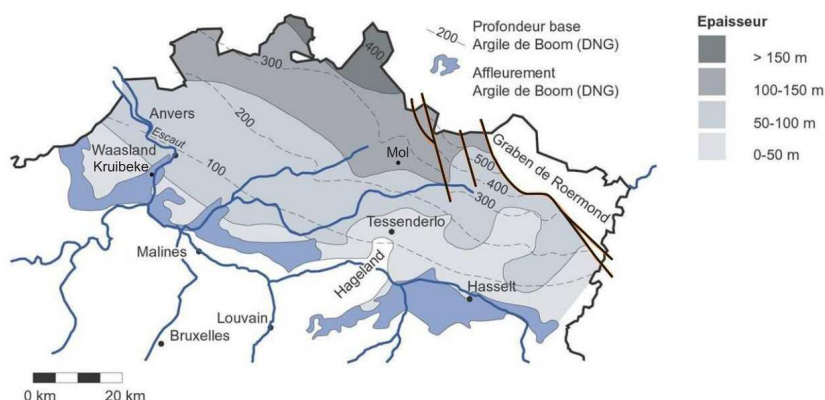 200
Profondeur base
Argile de Boom (DNG)
Affleurement
Argile de Boom (DNG)
Epaisseur
> 150 m
100-150 m
50-100 m
0-50 m
400
300
200
100
500
400
300
Anvers
Escaut
Waasland
Kruibeke
Mol
Graben de Roermond
Tessenderlo
Malines
Hageland
Hasselt
Louvain
Bruxelles
0 km
20 km